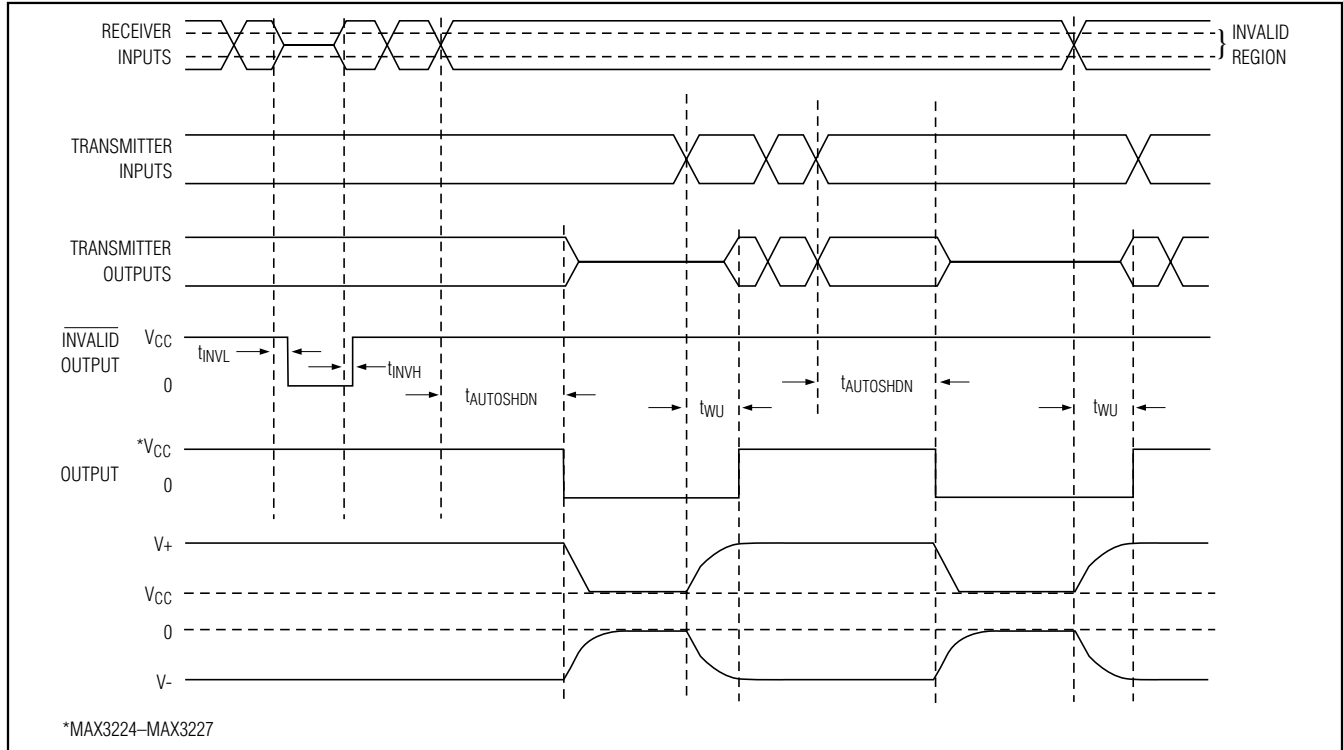 RECEIVER
INPUTS
} INVALID
REGION
TRANSMITTER
INPUTS
TRANSMITTER
OUTPUTS
INVALID
OUTPUT
VCC
0
tINVL
tINVH
tAUTOSHDN
tWU
tAUTOSHDN
tWU
OUTPUT
*VCC
0
V+
VCC
0
V-
*MAX3224–MAX3227